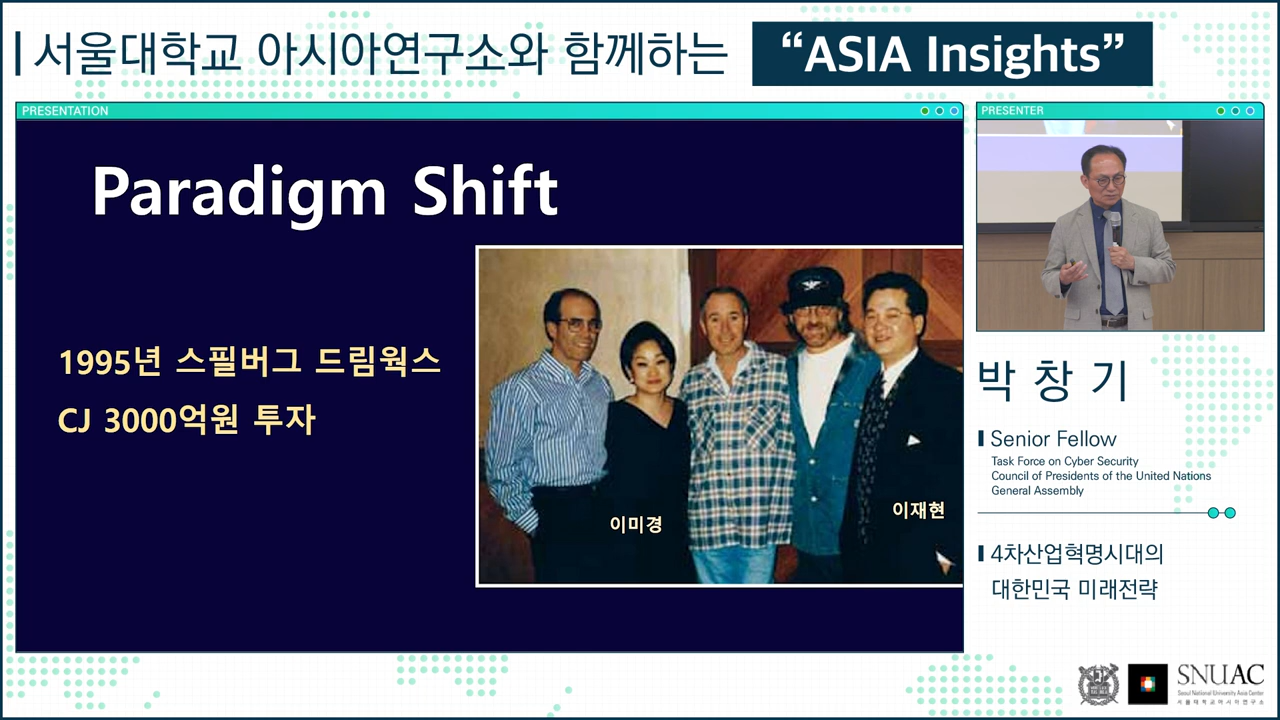 서울대학교 아시아연구소와 함께하는 “ASIA Insights”
PRESENTATION
Paradigm Shift
1995년 스필버그 드림웍스
CJ 3000억원 투자
이미경
이재현
PRESENTER
박창기
Senior Fellow
Task Force on Cyber Security
Council of Presidents of the United Nations
General Assembly
4차산업혁명시대의
대한민국 미래전략
SNUAC
Seoul National University Asia Center
서울대학교아시아연구소